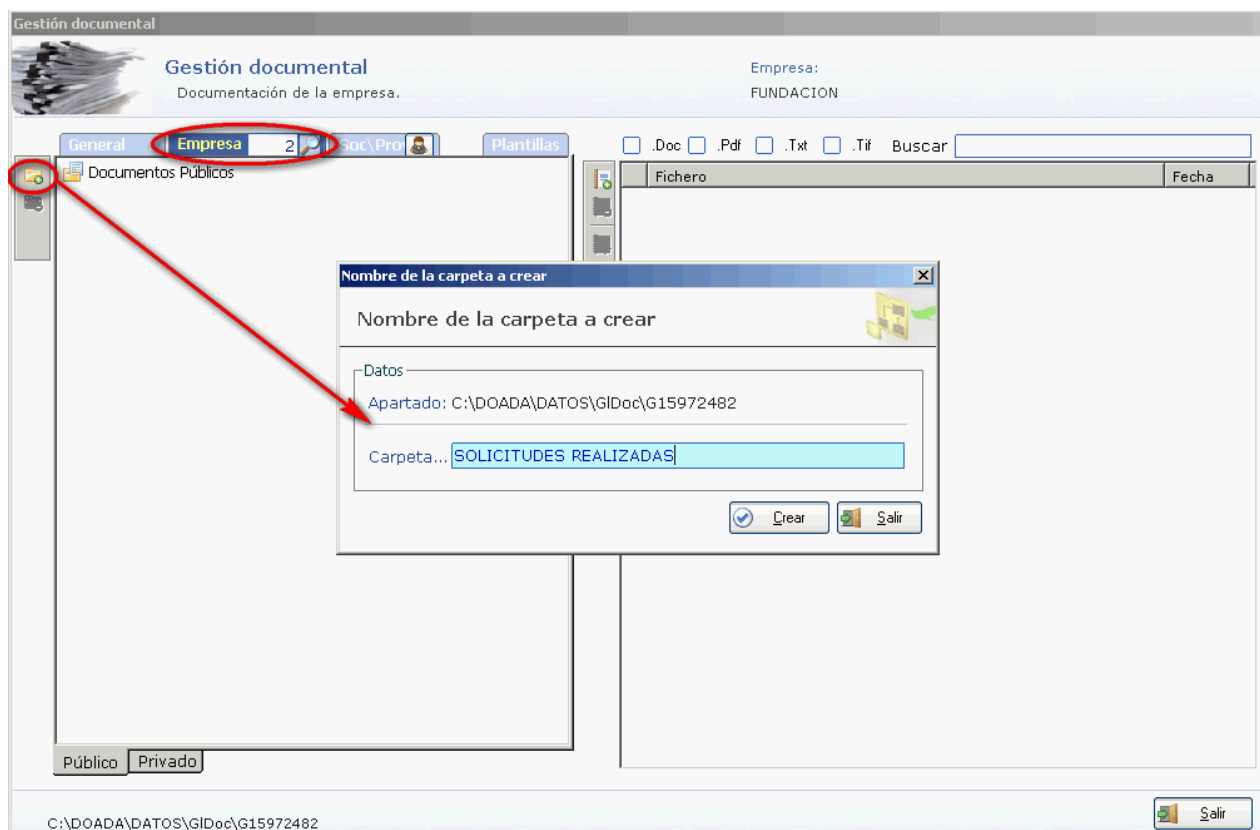 Gestión documental
Gestión documental
Documentación de la empresa.
Empresa:
FUNDACION
General Empresa 2 Soc\Prov Plantillas
.Doc .Pdf .Txt .Tif Buscar
Documentos Públicos
Fichero Fecha
Nombre de la carpeta a crear
Nombre de la carpeta a crear
Datos
Apartado: C:\DOADA\DATOS\GlDoc\G15972482
Carpeta... SOLICITUDES REALIZADAS
Crear Salir
Público Privado
C:\DOADA\DATOS\GlDoc\G15972482
Salir